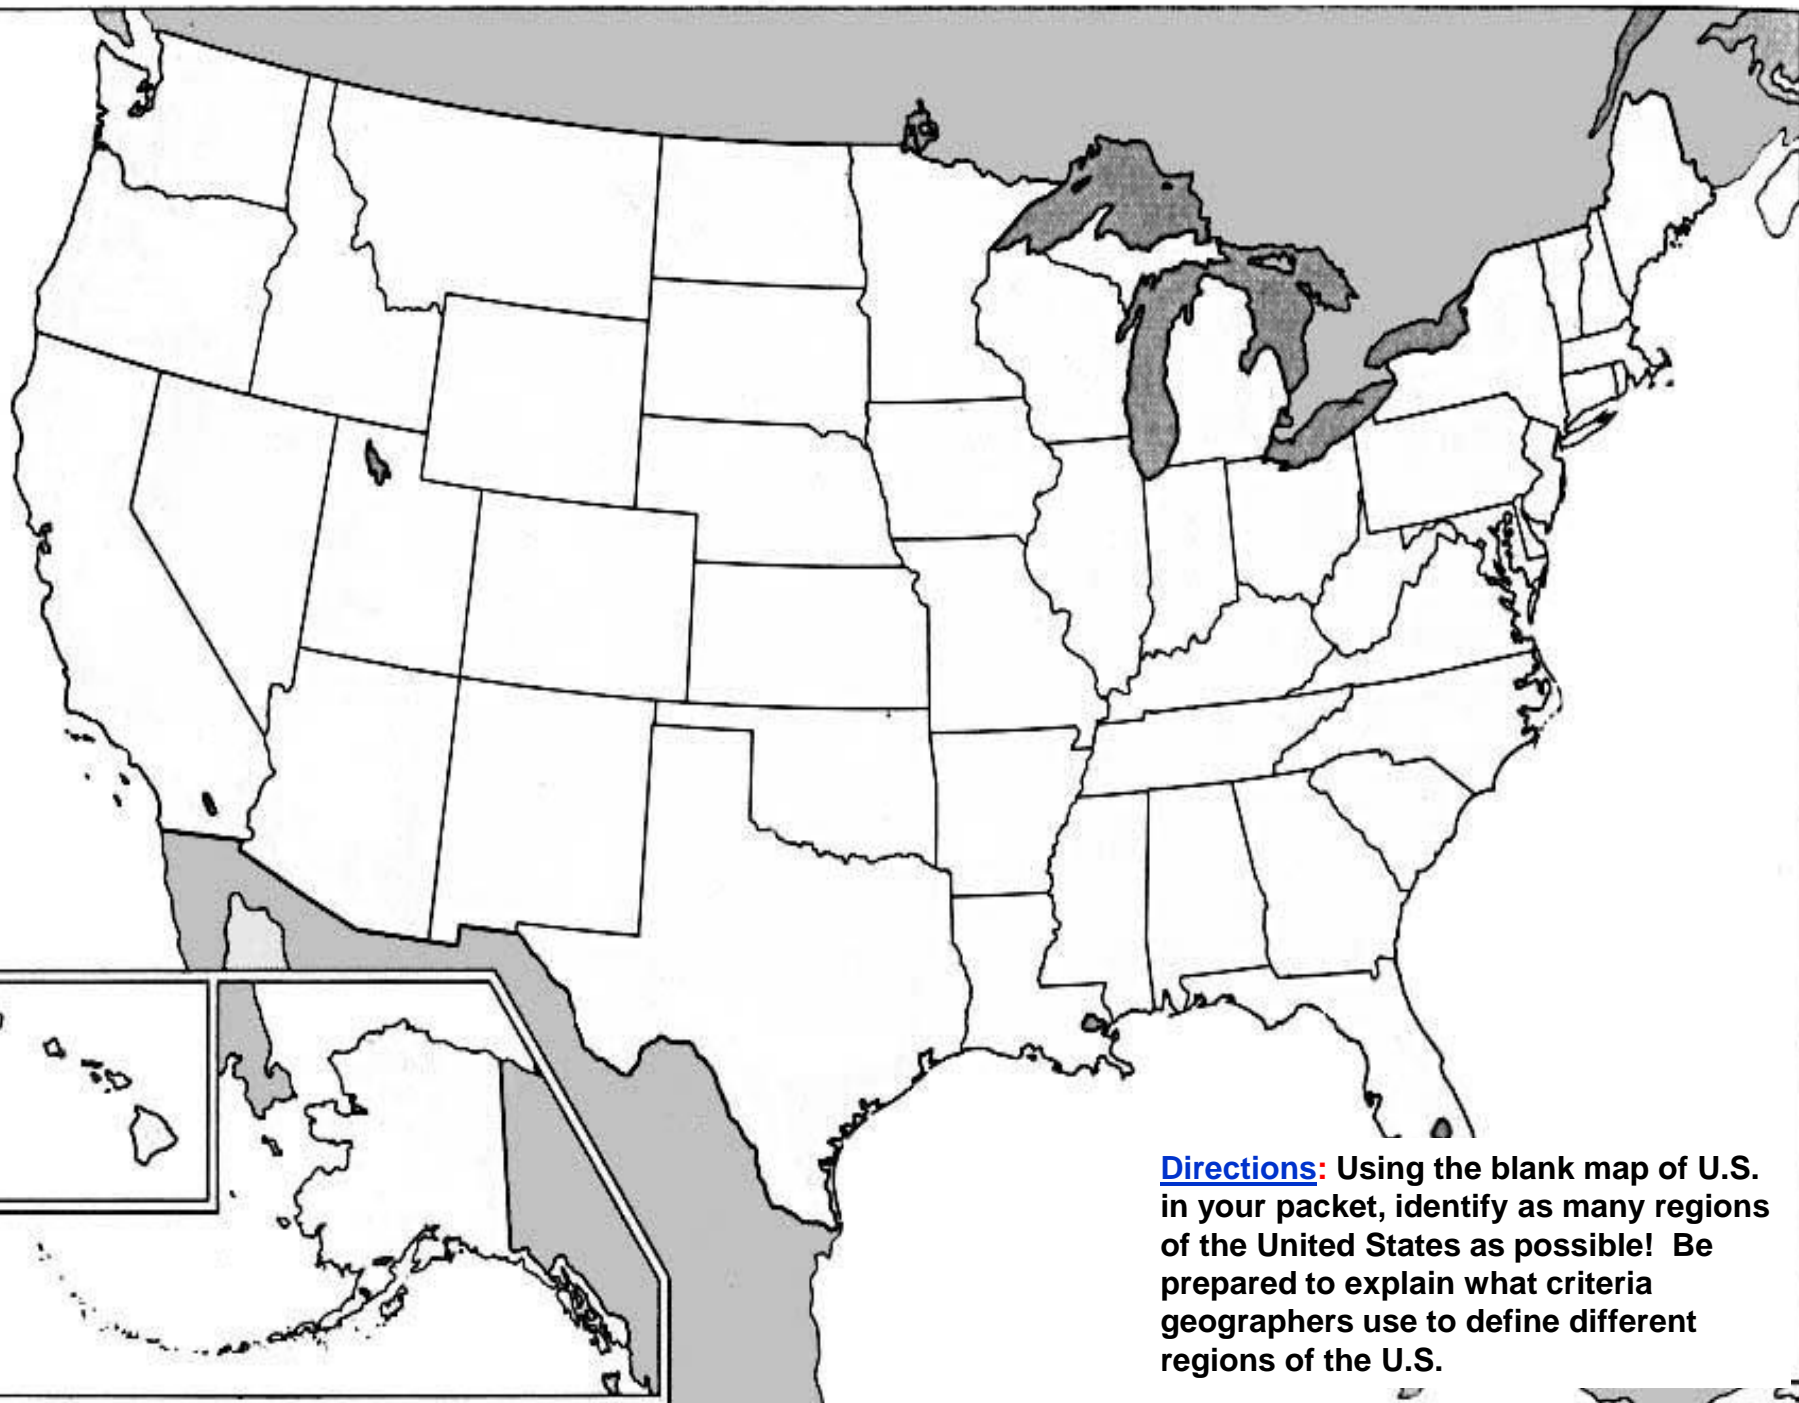 Directions: Using the blank map of U.S.
in your packet, identify as many regions
of the United States as possible!  Be
prepared to explain what criteria
geographers use to define different
regions of the U.S.